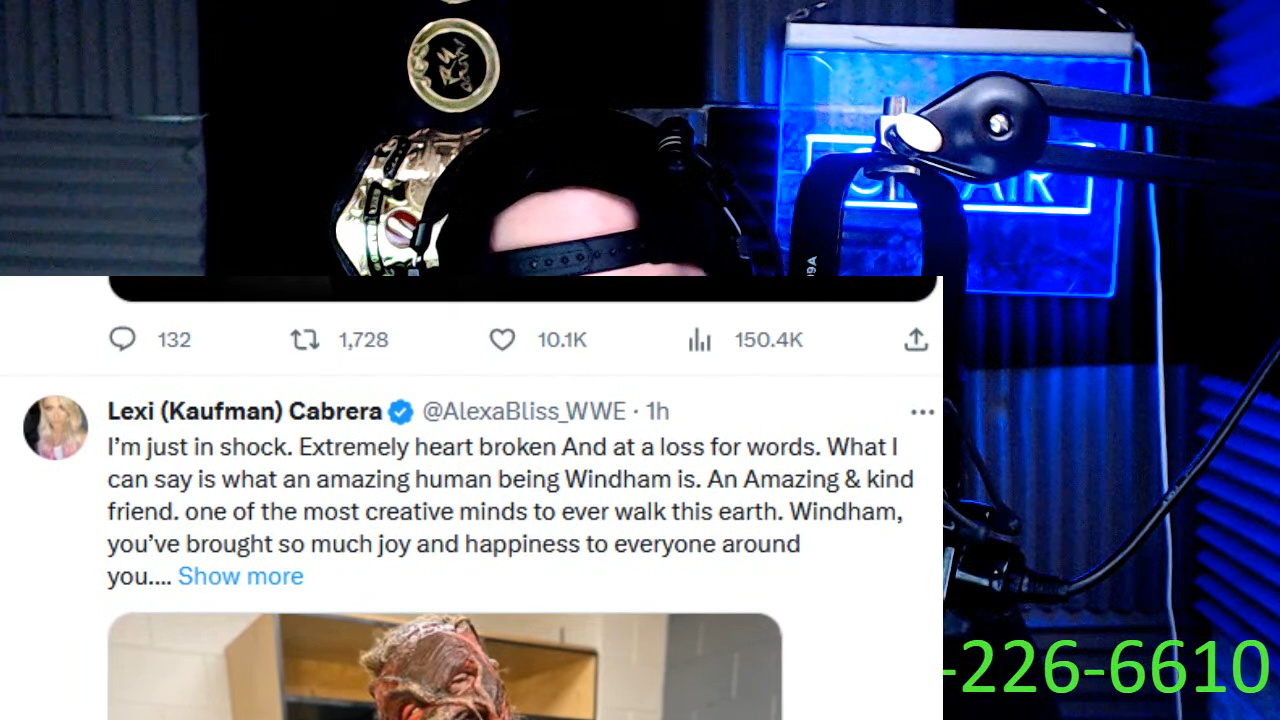 ON AIR
09A
132 1,728 10.1K 150.4K
Lexi (Kaufman) Cabrera @AlexaBliss_WWE · 1h
I’m just in shock. Extremely heart broken And at a loss for words. What I
can say is what an amazing human being Windham is. An Amazing & kind
friend. one of the most creative minds to ever walk this earth. Windham,
you’ve brought so much joy and happiness to everyone around
you.... Show more
-226-6610